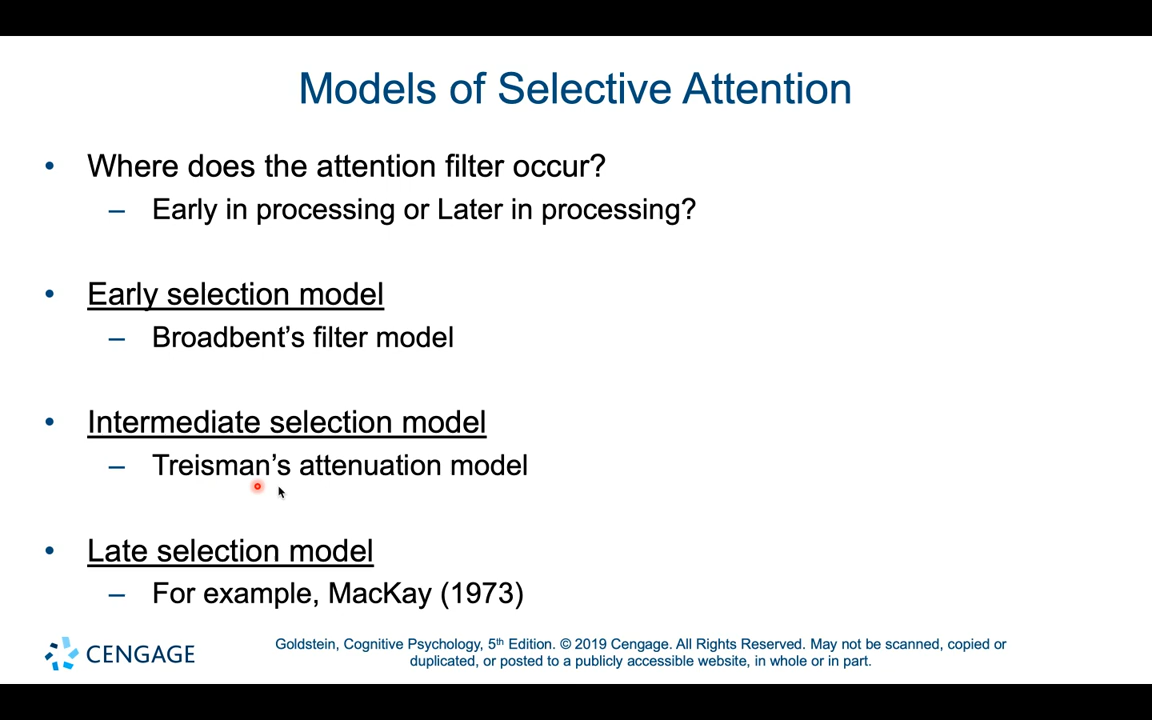 Models of Selective Attention
• Where does the attention filter occur?
– Early in processing or Later in processing?
• Early selection model
– Broadbent’s filter model
• Intermediate selection model
– Treisman’s attenuation model
• Late selection model
– For example, MacKay (1973)
CENGAGE
Goldstein, Cognitive Psychology, 5th Edition. © 2019 Cengage. All Rights Reserved. May not be scanned, copied or
duplicated, or posted to a publicly accessible website, in whole or in part.